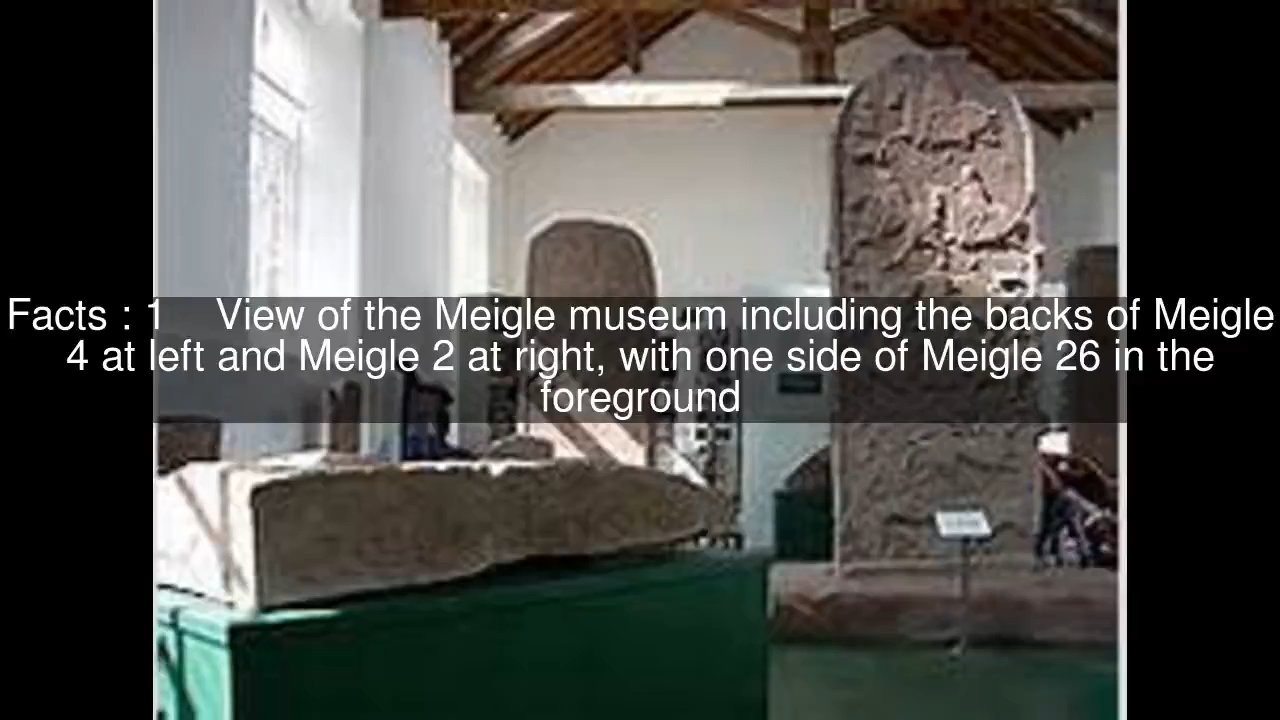 Facts : 1 View of the Meigle museum including the backs of Meigle
4 at left and Meigle 2 at right, with one side of Meigle 26 in the
foreground